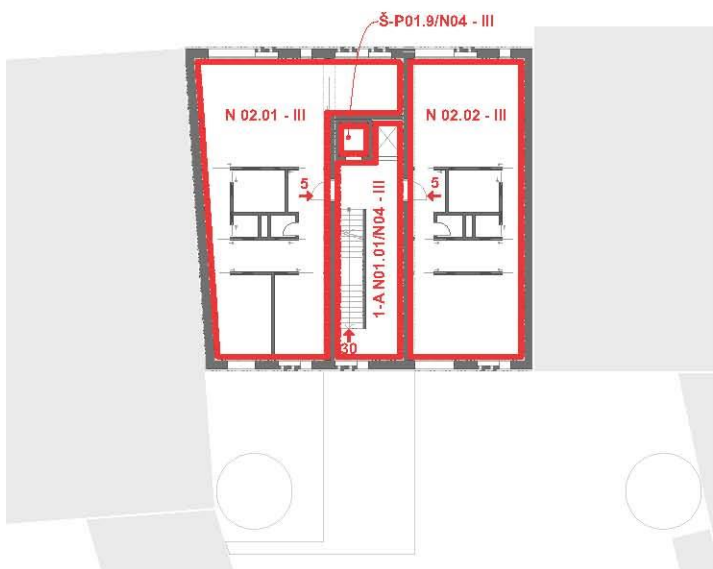 Š-P01.9/N04 - III
N 02.01 - III
N 02.02 - III
5
5
1-A N01.01/N04 - III
30